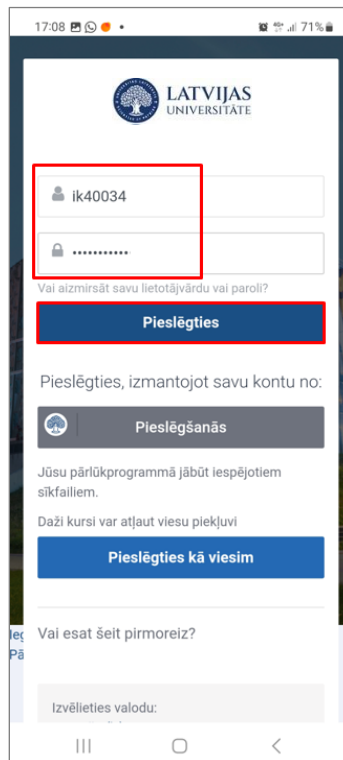 17:08 71%
LATVIJAS
UNIVERSITĀTE
ik40034
Vai aizmirsāt savu lietotājvārdu vai paroli?
Pieslēgties
Pieslēgties, izmantojot savu kontu no:
Pieslēgšanās
Jūsu pārlūkprogrammā jābūt iespējotiem
sīkfailiem.
Daži kursi var atļaut viesu piekļuvi
Pieslēgties kā viesim
Vai esat šeit pirmoreiz?
Izvēlieties valodu: